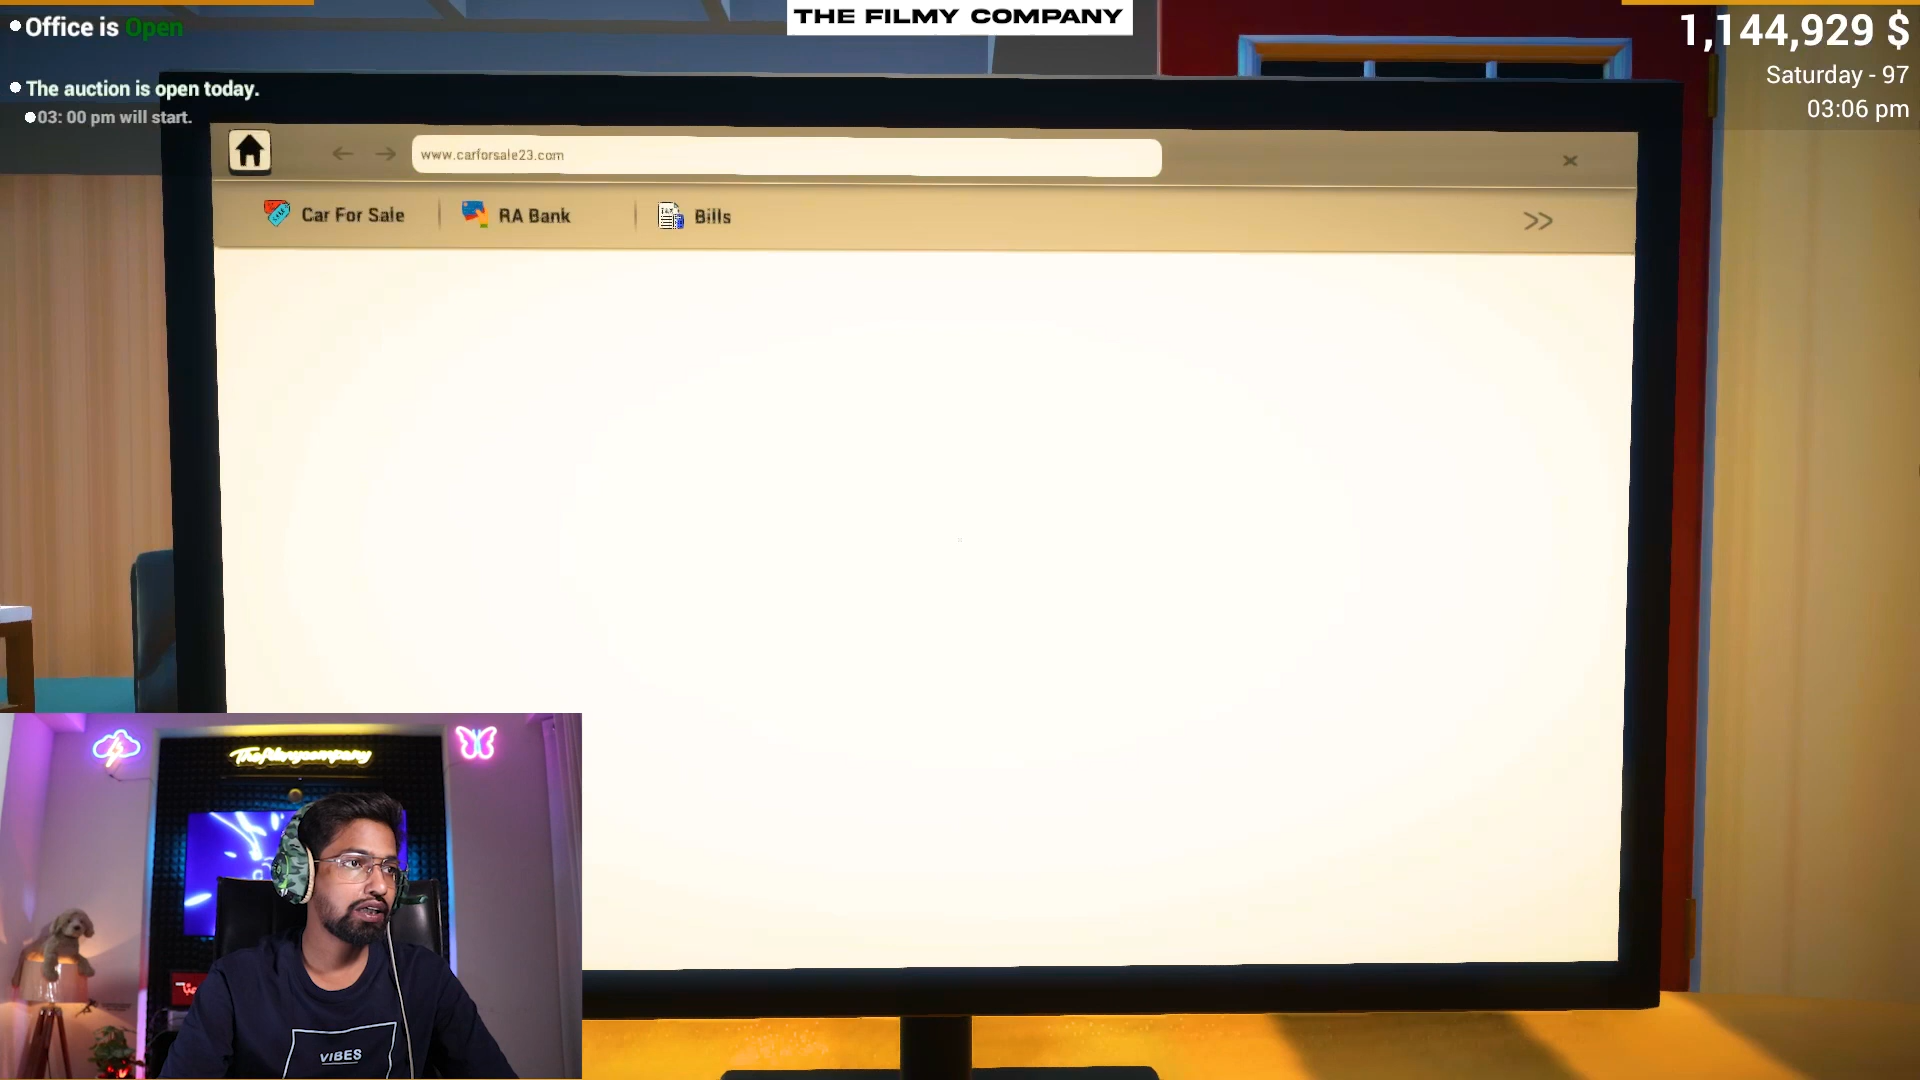 THE FILMY COMPANY
Office is Open
The auction is open today.
03: 00 pm will start.
1,144,929 $
Saturday - 97
03:06 pm
www.carforsale23.com
Car For Sale
RA Bank
Bills
Thefilmycompany
VIBES